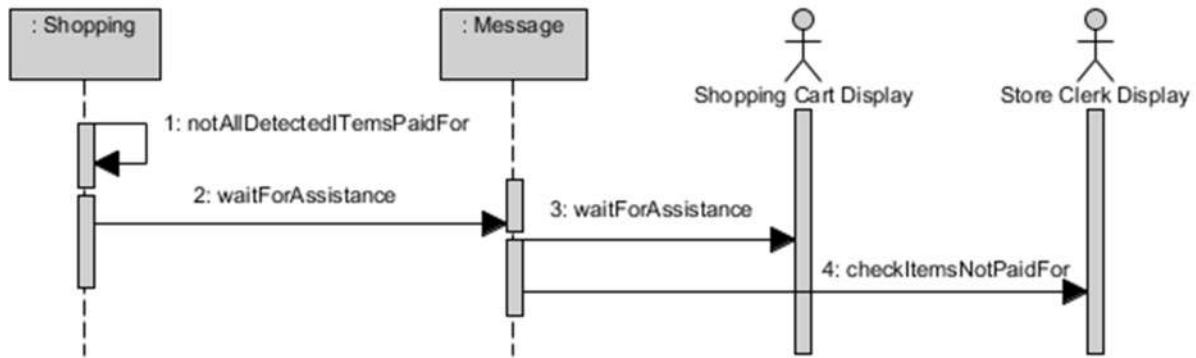 : Shopping
: Message
Shopping Cart Display
Store Clerk Display
1: notAllDetectedITemsPaidFor
2: waitForAssistance
3: waitForAssistance
4: checkItemsNotPaidFor